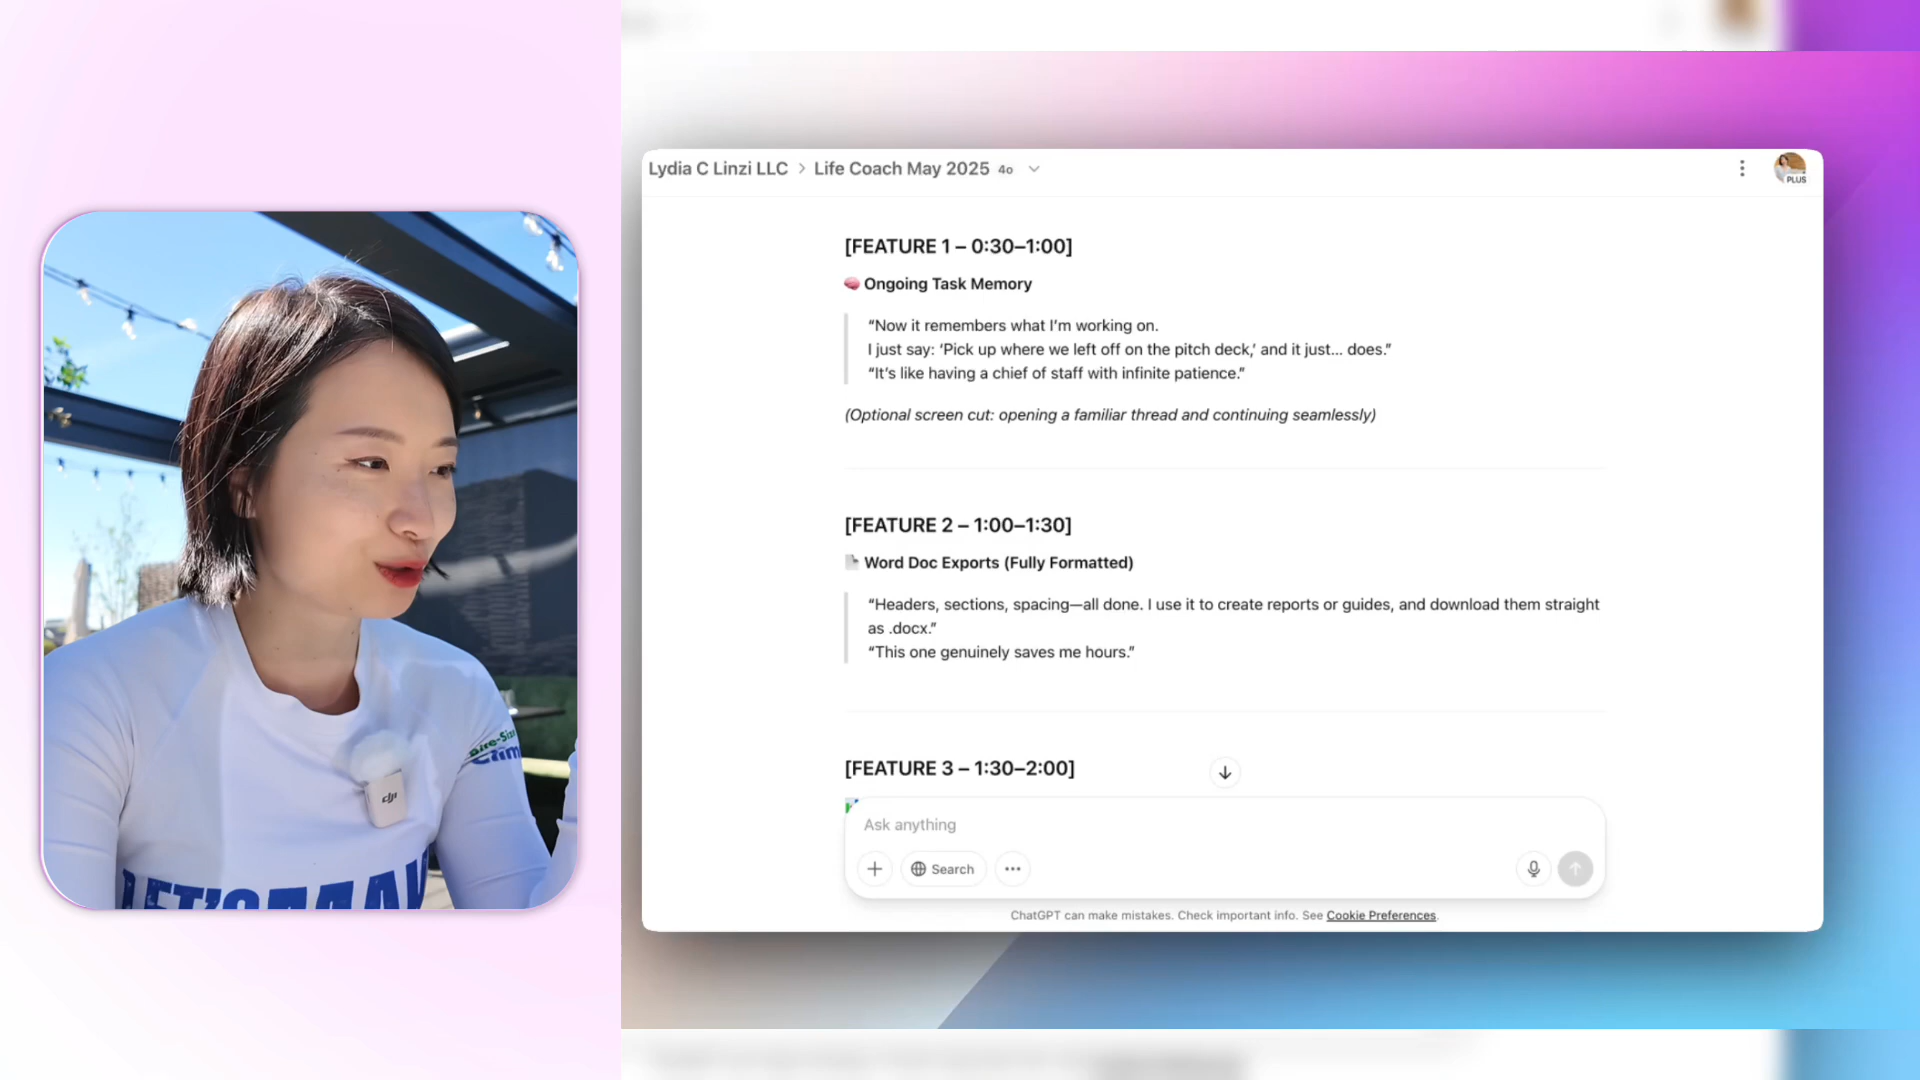 Lydia C Linzi LLC > Life Coach May 2025 4o
PLUS
[FEATURE 1 – 0:30–1:00]
🧠 Ongoing Task Memory
“Now it remembers what I’m working on.
I just say: ‘Pick up where we left off on the pitch deck,’ and it just... does.”
“It’s like having a chief of staff with infinite patience.”
(Optional screen cut: opening a familiar thread and continuing seamlessly)
[FEATURE 2 – 1:00–1:30]
📄 Word Doc Exports (Fully Formatted)
“Headers, sections, spacing—all done. I use it to create reports or guides, and download them straight
as .docx.”
“This one genuinely saves me hours.”
[FEATURE 3 – 1:30–2:00]
Ask anything
Search
ChatGPT can make mistakes. Check important info. See Cookie Preferences.
dji